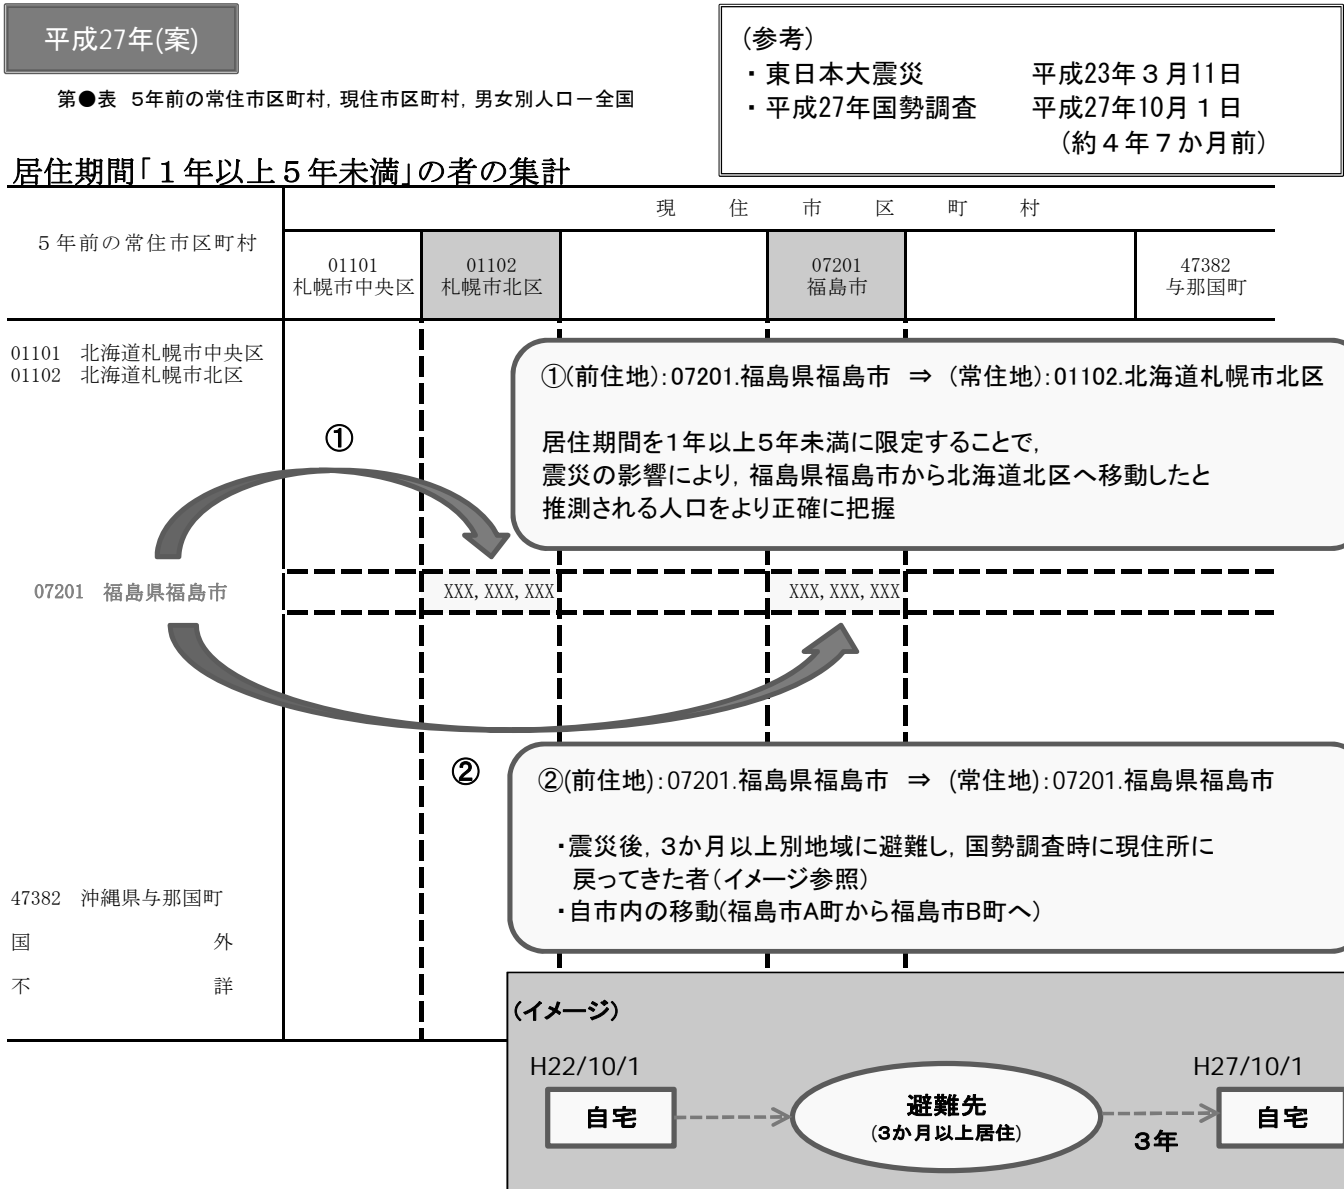 平成27年(案)
(参考)
・東日本大震災　平成23年３月11日
・平成27年国勢調査　平成27年10月１日
(約４年７か月前)
第●表 5年前の常住市区町村, 現住市区町村, 男女別人口－全国
居住期間「１年以上５年未満」の者の集計
５年前の常住市区町村
現住市区町村
01101
札幌市中央区
01102
札幌市北区
07201
福島市
47382
与那国町
01101　北海道札幌市中央区
01102　北海道札幌市北区
①
①(前住地):07201.福島県福島市 ⇒ (常住地):01102.北海道札幌市北区
居住期間を１年以上５年未満に限定することで,
震災の影響により, 福島県福島市から北海道北区へ移動したと
推測される人口をより正確に把握
07201　福島県福島市　XXX, XXX, XXX　XXX, XXX, XXX
②
②(前住地):07201.福島県福島市 ⇒ (常住地):07201.福島県福島市
・震災後, ３か月以上別地域に避難し, 国勢調査時に現住所に
戻ってきた者(イメージ参照)
・自市内の移動(福島市A町から福島市B町へ)
47382　沖縄県与那国町
国外
不詳
(イメージ)
H22/10/1
H27/10/1
自宅
避難先
(３か月以上居住)
３年
自宅